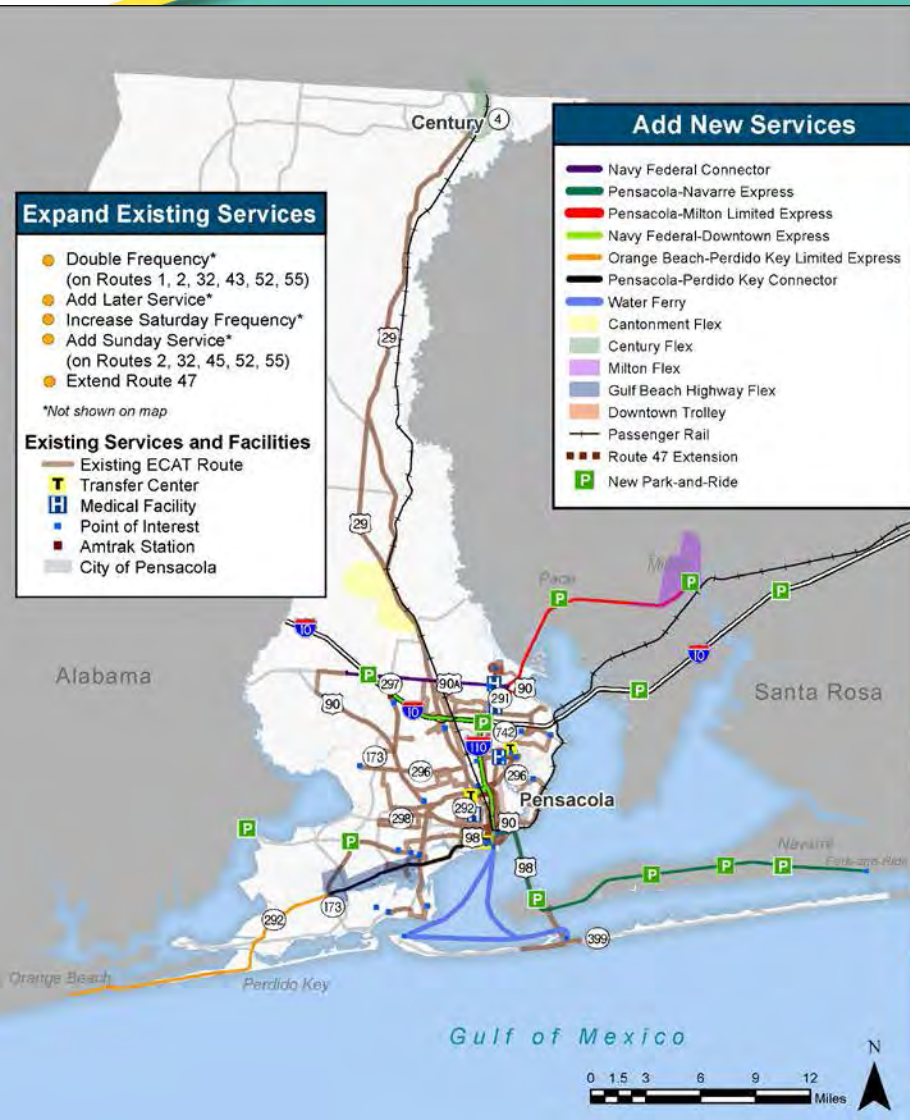 Century
4
Add New Services
Navy Federal Connector
Pensacola-Navarre Express
Pensacola-Milton Limited Express
Navy Federal-Downtown Express
Orange Beach-Perdido Key Limited Express
Pensacola-Perdido Key Connector
Water Ferry
Cantonment Flex
Century Flex
Milton Flex
Gulf Beach Highway Flex
Downtown Trolley
Passenger Rail
Route 47 Extension
P New Park-and-Ride
Expand Existing Services
Double Frequency*
(on Routes 1, 2, 32, 43, 52, 55)
Add Later Service*
Increase Saturday Frequency*
Add Sunday Service*
(on Routes 2, 32, 45, 52, 55)
Extend Route 47
*Not shown on map
Existing Services and Facilities
Existing ECAT Route
T Transfer Center
H Medical Facility
Point of Interest
Amtrak Station
City of Pensacola
29
29
Pace
P
P
P
10
10
Alabama
P
297
90A
H
90
291
90
P
Santa Rosa
10
P
742
110
T
H
173
296
296
T
292
H
Pensacola
298
90
98
P
P
98
Navarre
Park-and-Ride
P
P
P
P
173
292
399
Orange Beach
Perdido Key
Gulf of Mexico
N
0 1.5 3 6 9 12
Miles